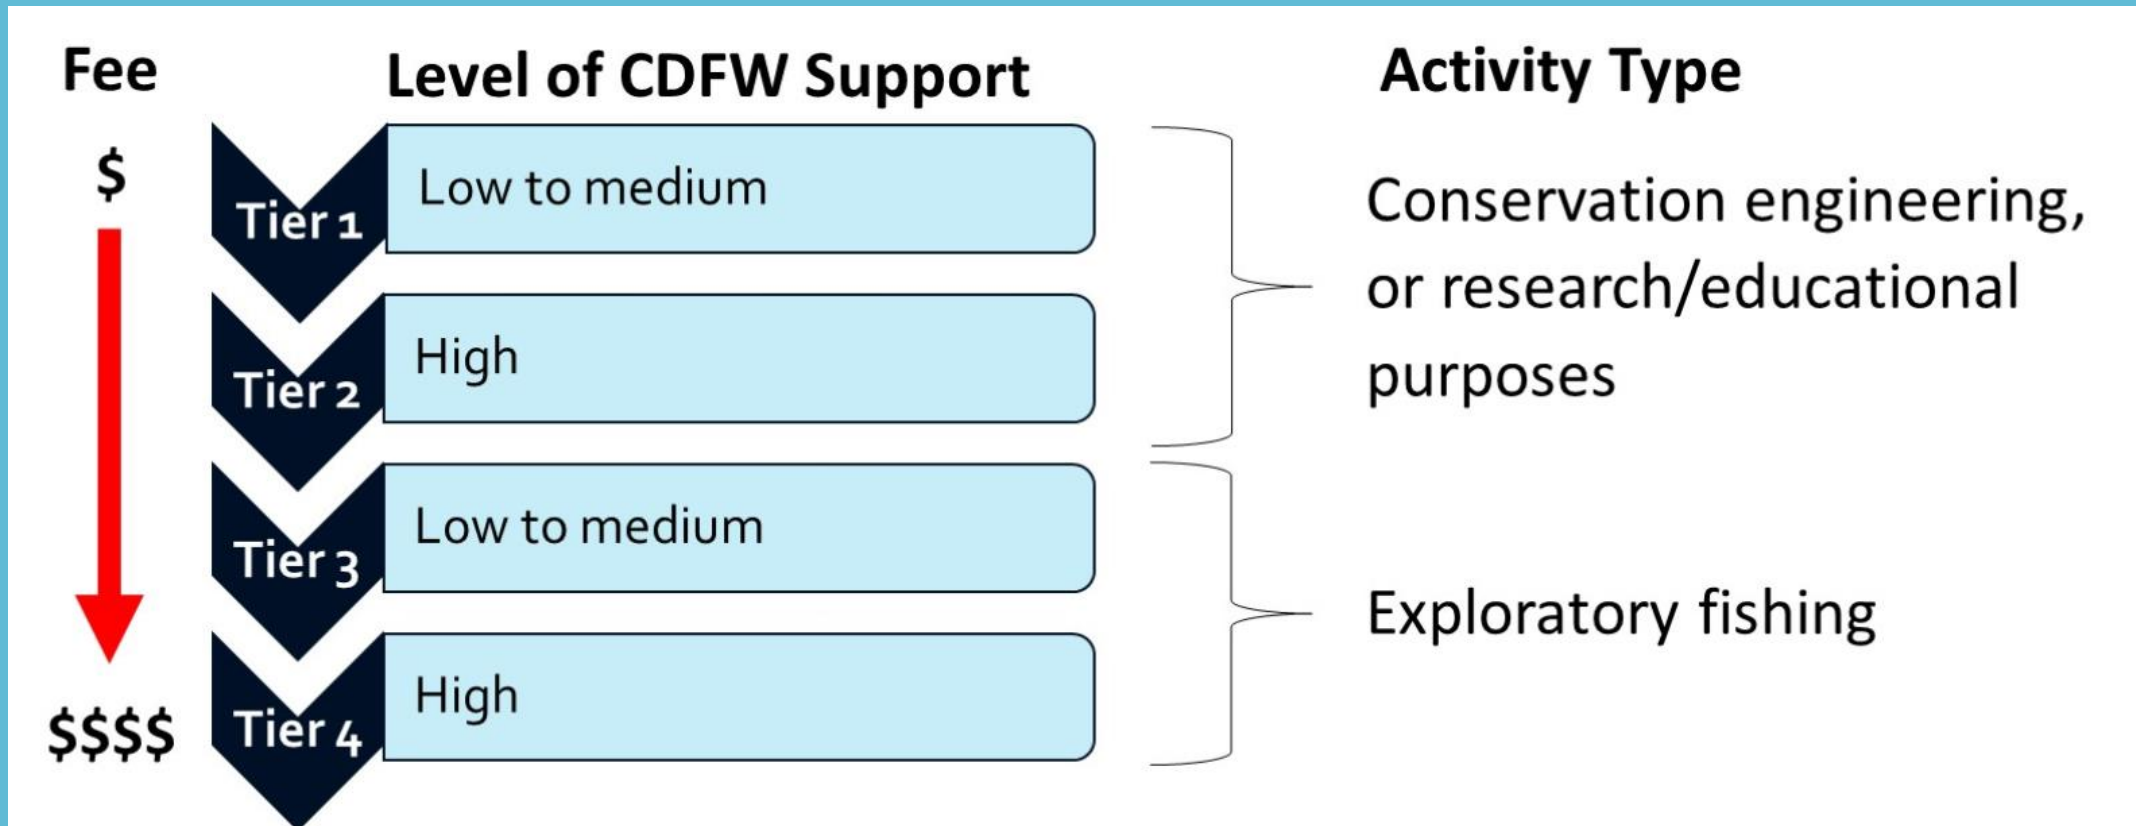 Fee
Level of CDFW Support
Activity Type
$
Tier 1
Low to medium
Tier 2
High
Conservation engineering,
or research/educational
purposes
Tier 3
Low to medium
Tier 4
High
Exploratory fishing
$$$$